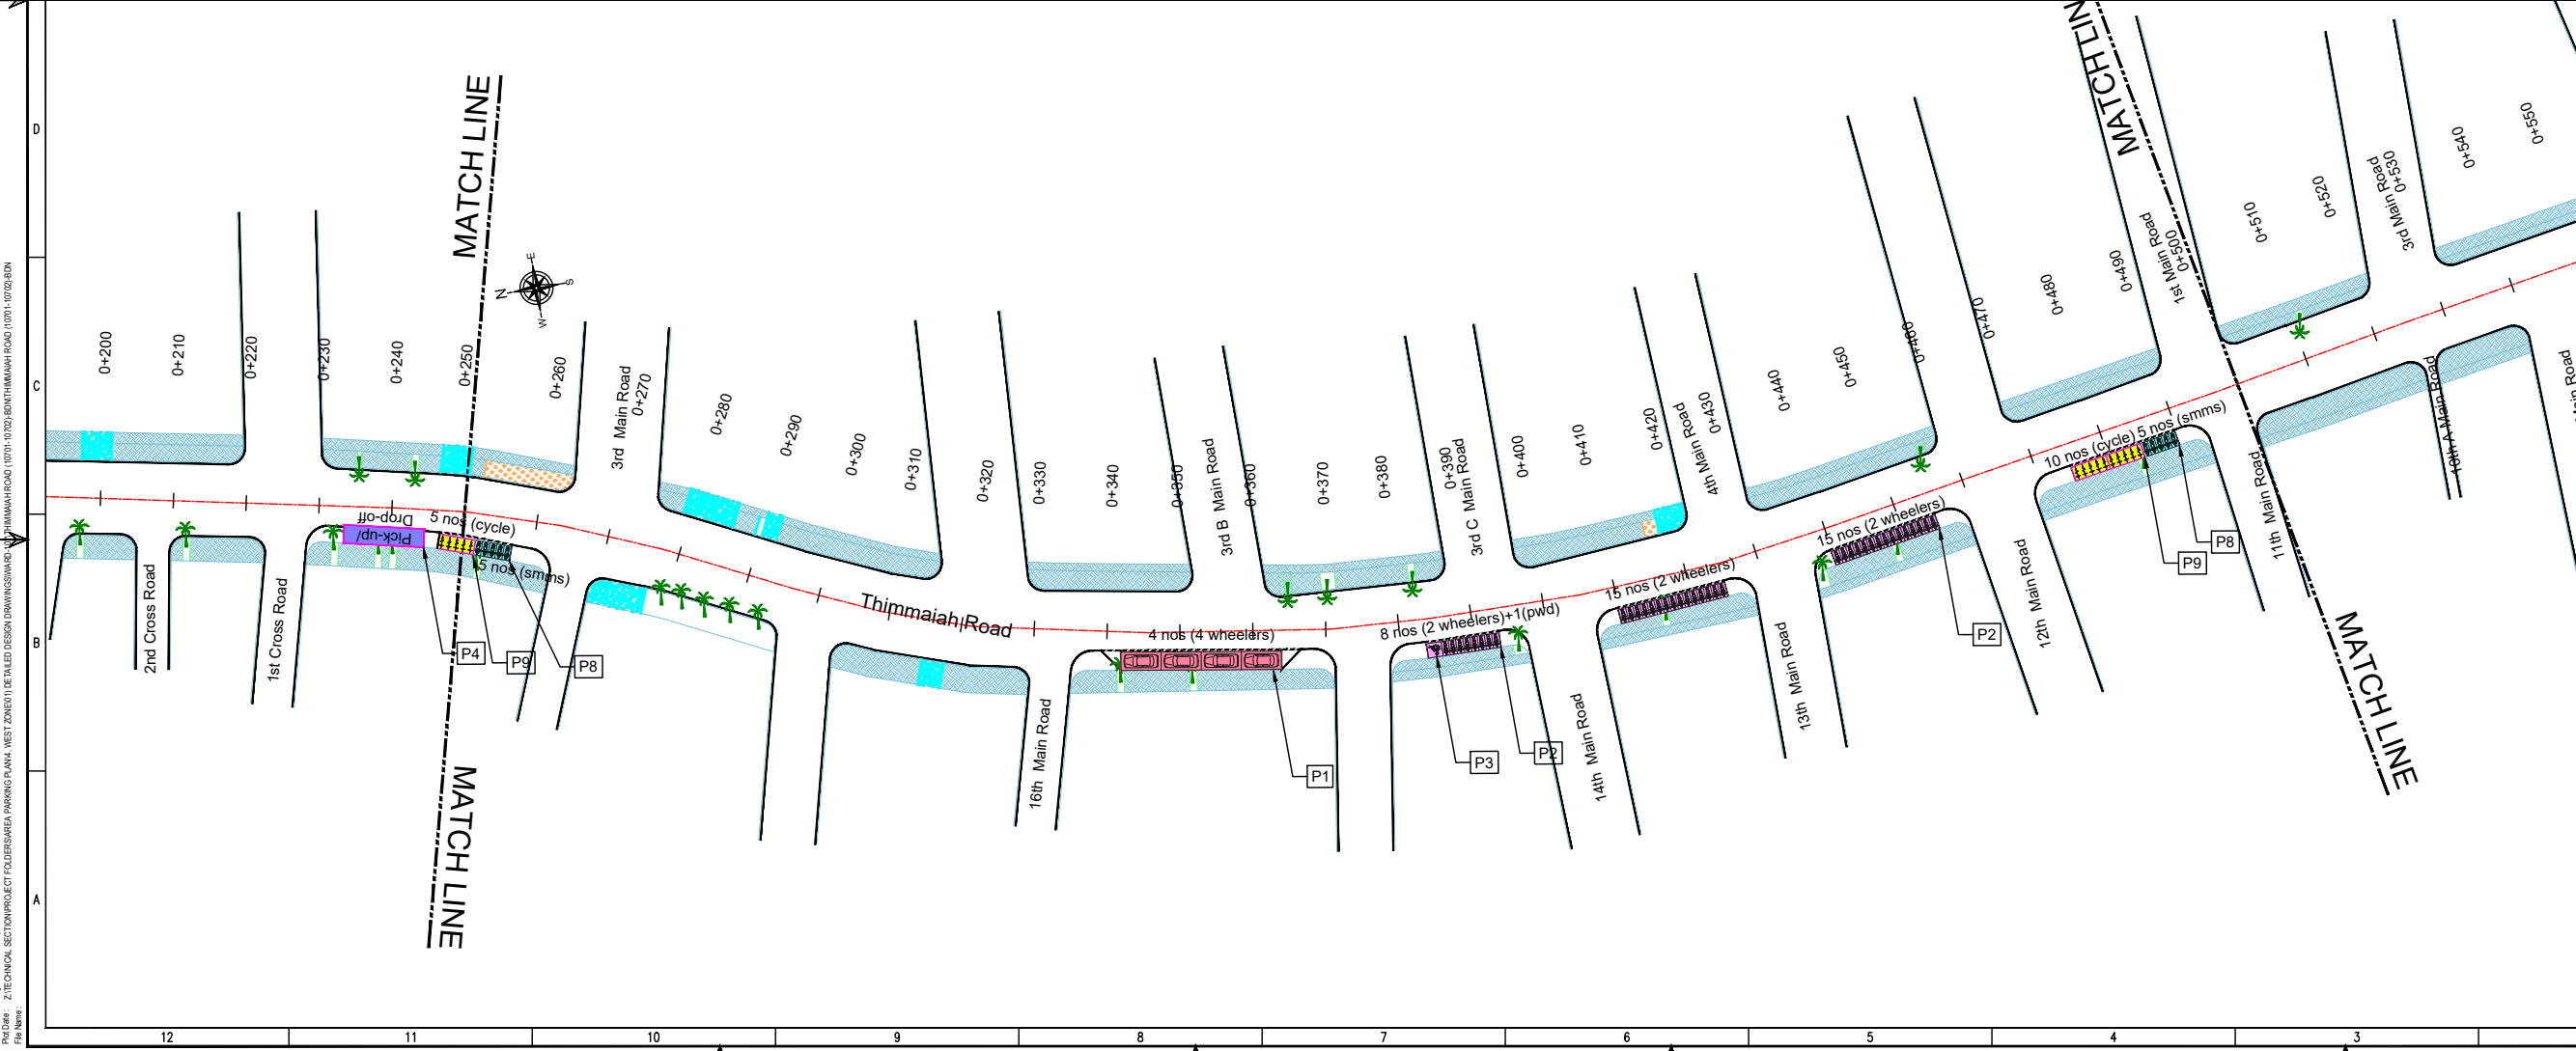 MATCH LINE
MATCH LINE
MATCH LINE
MATCH LINE
D
C
B
A
N
E
S
W
0+200
0+210
0+220
0+230
0+240
0+250
0+260
3rd Main Road
0+270
0+280
0+290
0+300
0+310
0+320
0+330
0+340
0+350
3rd B Main Road
0+360
0+370
0+380
0+390
3rd C Main Road
0+400
0+410
0+420
4th Main Road
0+430
0+440
0+450
0+460
0+470
0+480
0+490
1st Main Road
0+500
0+510
0+520
3rd Main Road
0+530
0+540
0+550
2nd Cross Road
1st Cross Road
Pick-up/
Drop-off
5 nos (cycle)
5 nos (smms)
P4
P9
P8
Thimmaiah Road
16th Main Road
4 nos (4 wheelers)
P1
8 nos (2 wheelers)+1(pwd)
P3
P2
14th Main Road
15 nos (2 wheelers)
13th Main Road
15 nos (2 wheelers)
P2
12th Main Road
10 nos (cycle)
5 nos (smms)
P9
P8
11th Main Road
10th A Main Road
Main Road
12
11
10
9
8
7
6
5
4
3
Plot Date :
File Name :